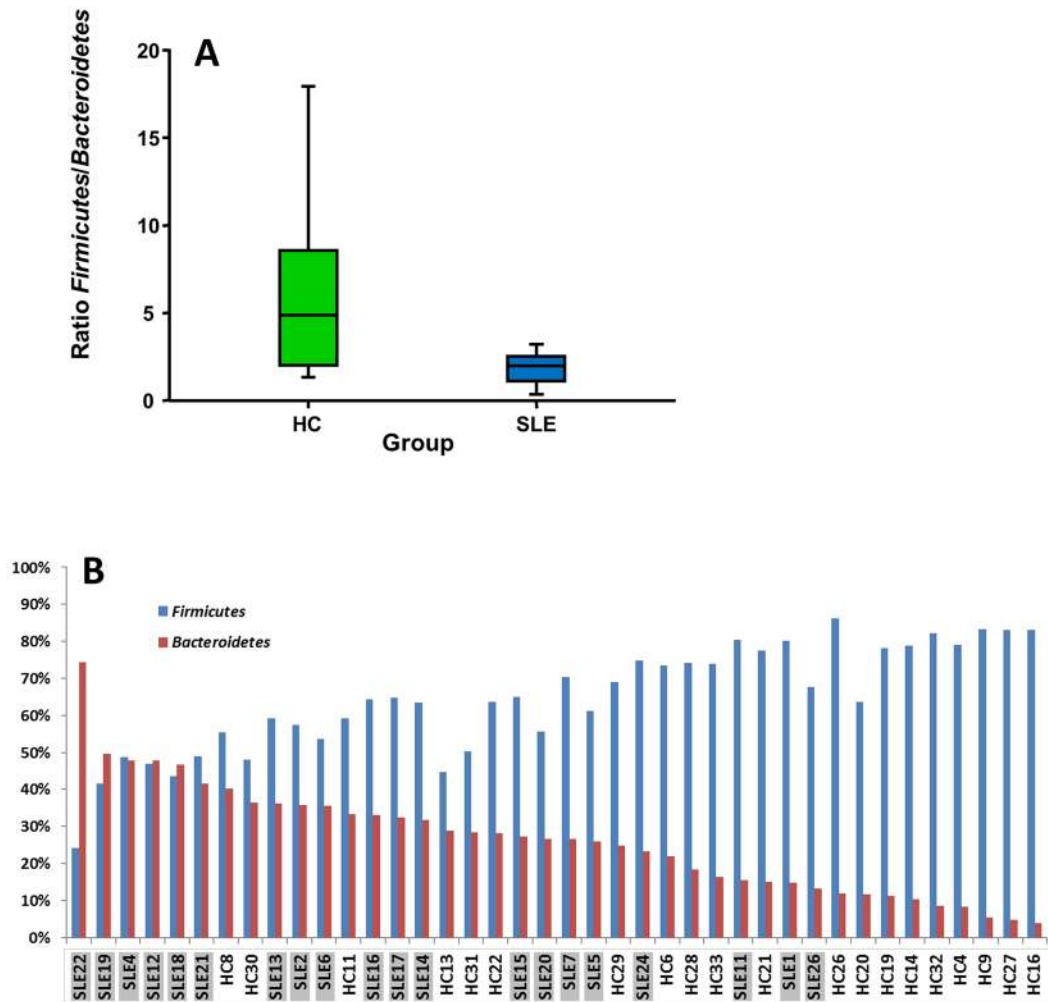 A
Ratio Firmicutes/Bacteroidetes
20
15
10
5
0
HC SLE
Group
B
100%
90%
80%
70%
60%
50%
40%
30%
20%
10%
0%
Firmicutes
Bacteroidetes
SLE22 SLE19 SLE4 SLE12 SLE18 SLE21 HC8 HC30 SLE13 SLE2 SLE6 HC11 SLE16 SLE17 SLE14 HC13 HC31 HC22 SLE15 SLE20 SLE7 SLE5 HC29 SLE24 HC6 HC28 HC33 SLE11 HC21 SLE1 SLE26 HC26 HC20 HC19 HC14 HC32 HC4 HC9 HC27 HC16